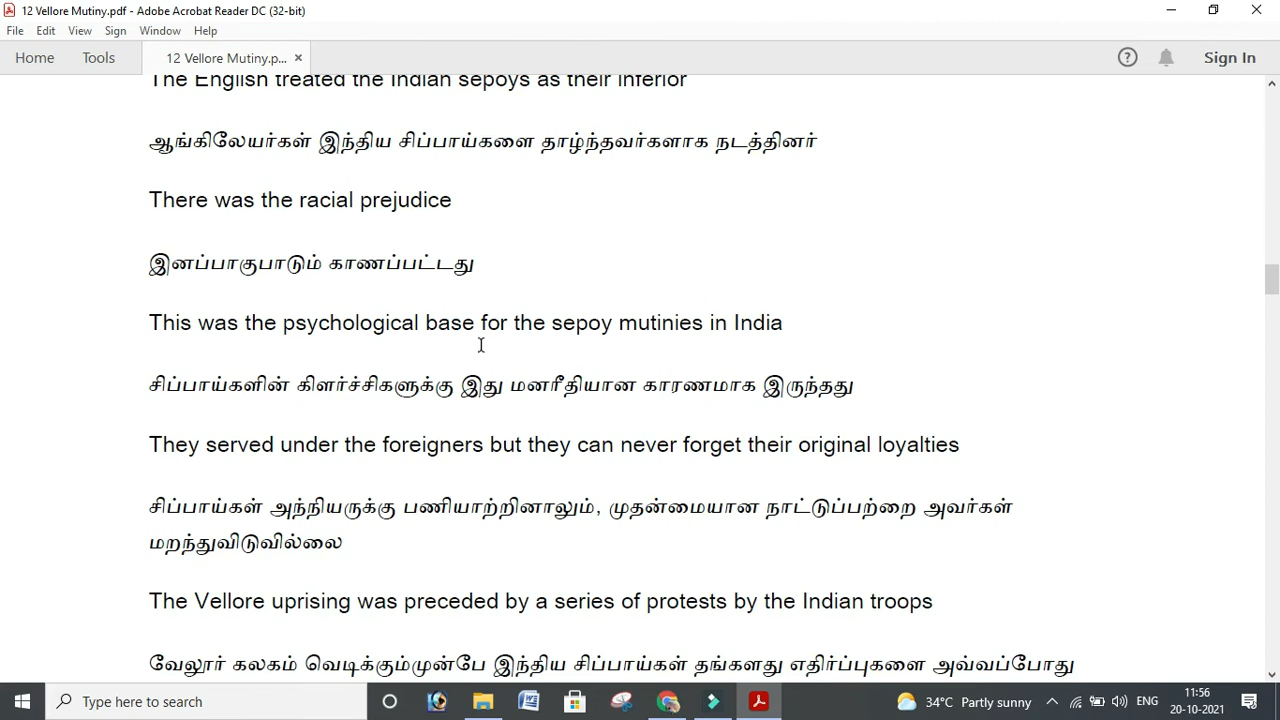 12 Vellore Mutiny.pdf - Adobe Acrobat Reader DC (32-bit)
File Edit View Sign Window Help
Home Tools 12 Vellore Mutiny.p... × Sign In
The English treated the Indian sepoys as their inferior
ஆங்கிலேயர்கள் இந்திய சிப்பாய்களை தாழ்ந்தவர்களாக நடத்தினர்
There was the racial prejudice
இனப்பாகுபாடும் காணப்பட்டது
This was the psychological base for the sepoy mutinies in India
சிப்பாய்களின் கிளர்ச்சிகளுக்கு இது மனரீதியான காரணமாக இருந்தது
They served under the foreigners but they can never forget their original loyalties
சிப்பாய்கள் அந்நியருக்கு பணியாற்றினாலும், முதன்மையான நாட்டுப்பற்றை அவர்கள்
மறந்துவிடுவில்லை
The Vellore uprising was preceded by a series of protests by the Indian troops
வேலூர் கலகம் வெடிக்கும்முன்பே இந்திய சிப்பாய்கள் தங்களது எதிர்ப்புகளை அவ்வப்போது
Type here to search 34°C Partly sunny ENG 11:56
20-10-2021